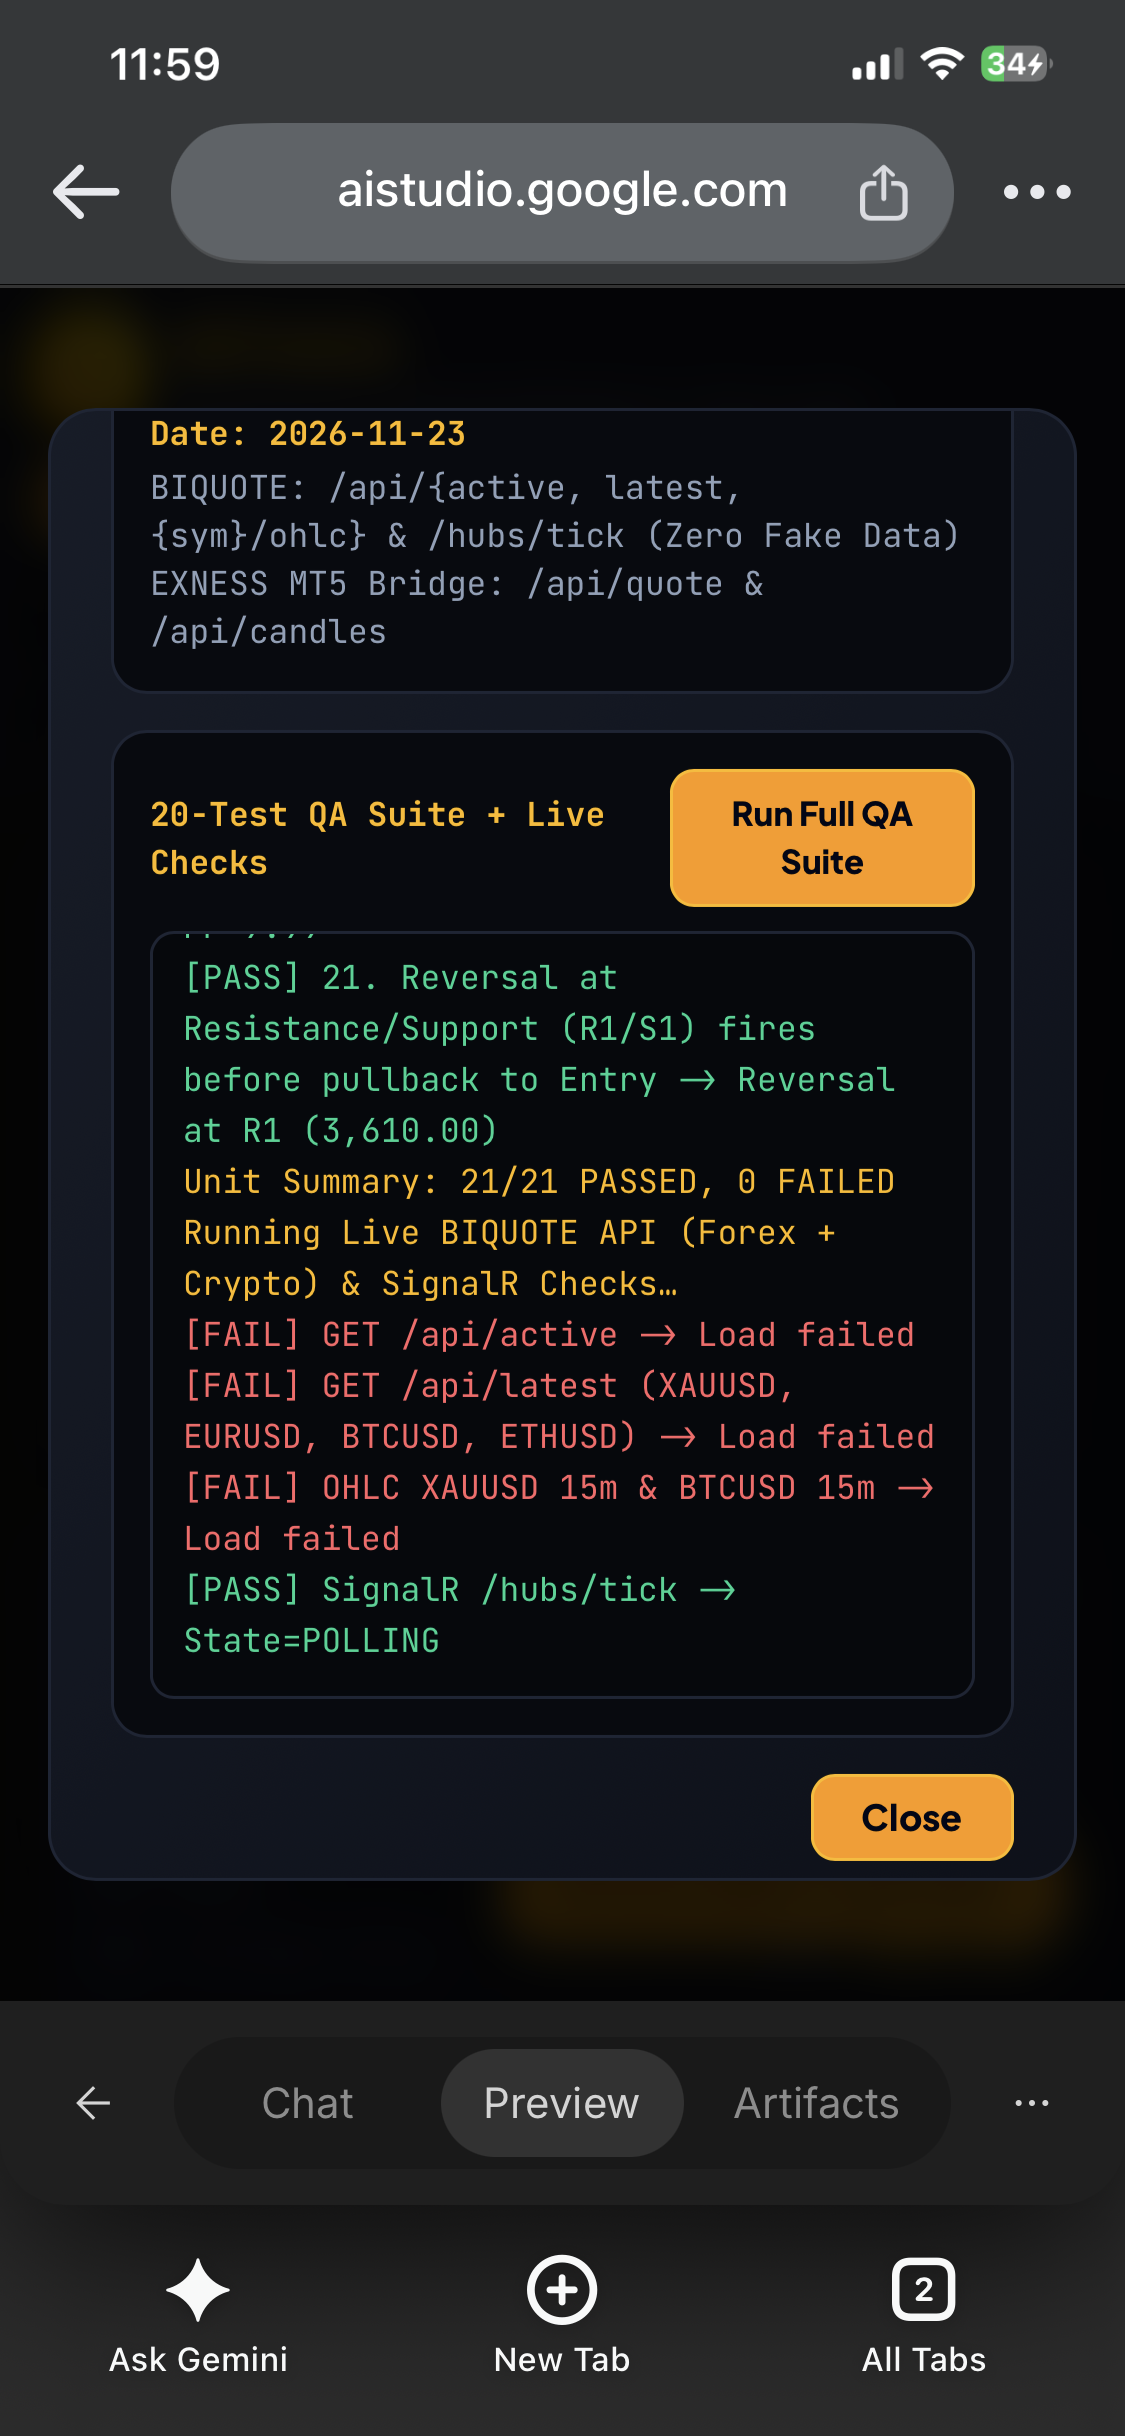 11:59
34
aistudio.google.com
Date: 2026-11-23
BIQUOTE: /api/{active, latest,
{sym}/ohlc} & /hubs/tick (Zero Fake Data)
EXNESS MT5 Bridge: /api/quote &
/api/candles
20-Test QA Suite + Live
Checks
Run Full QA
Suite
[PASS] 21. Reversal at
Resistance/Support (R1/S1) fires
before pullback to Entry → Reversal
at R1 (3,610.00)
Unit Summary: 21/21 PASSED, 0 FAILED
Running Live BIQUOTE API (Forex +
Crypto) & SignalR Checks…
[FAIL] GET /api/active → Load failed
[FAIL] GET /api/latest (XAUUSD,
EURUSD, BTCUSD, ETHUSD) → Load failed
[FAIL] OHLC XAUUSD 15m & BTCUSD 15m →
Load failed
[PASS] SignalR /hubs/tick →
State=POLLING
Close
Chat
Preview
Artifacts
2
Ask Gemini
New Tab
All Tabs